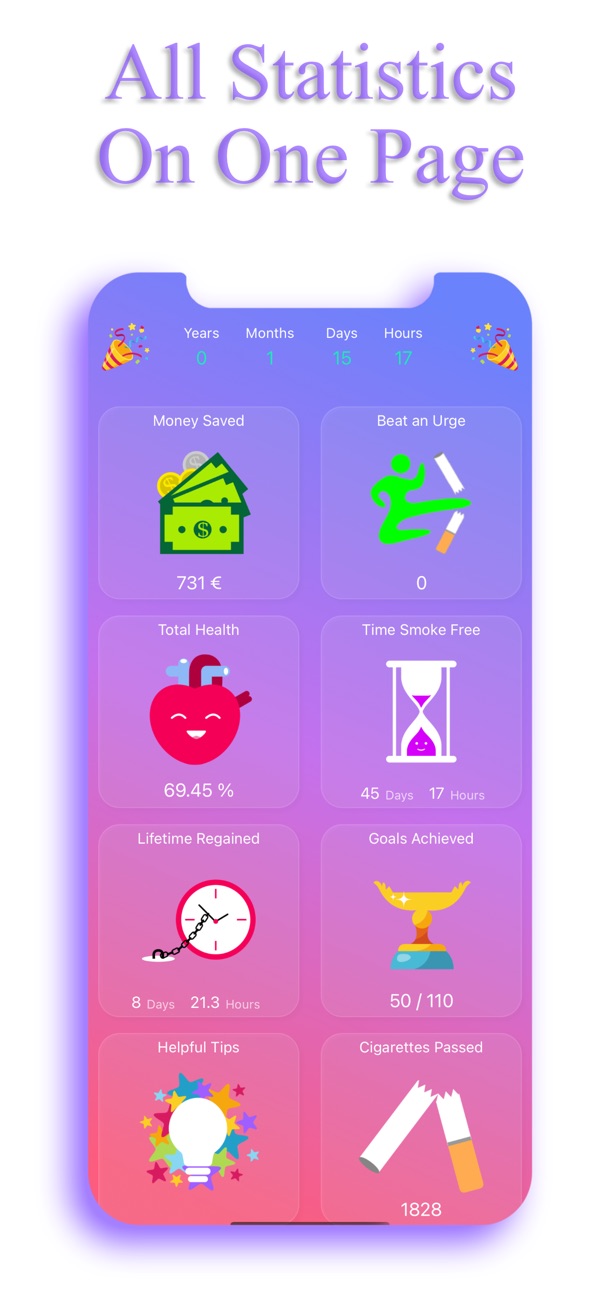 All Statistics
On One Page
Years Months Days Hours
0 1 15 17
Money Saved
$
731 €
Beat an Urge
0
Total Health
69.45 %
Time Smoke Free
45 Days 17 Hours
Lifetime Regained
8 Days 21.3 Hours
Goals Achieved
50 / 110
Helpful Tips
Cigarettes Passed
1828